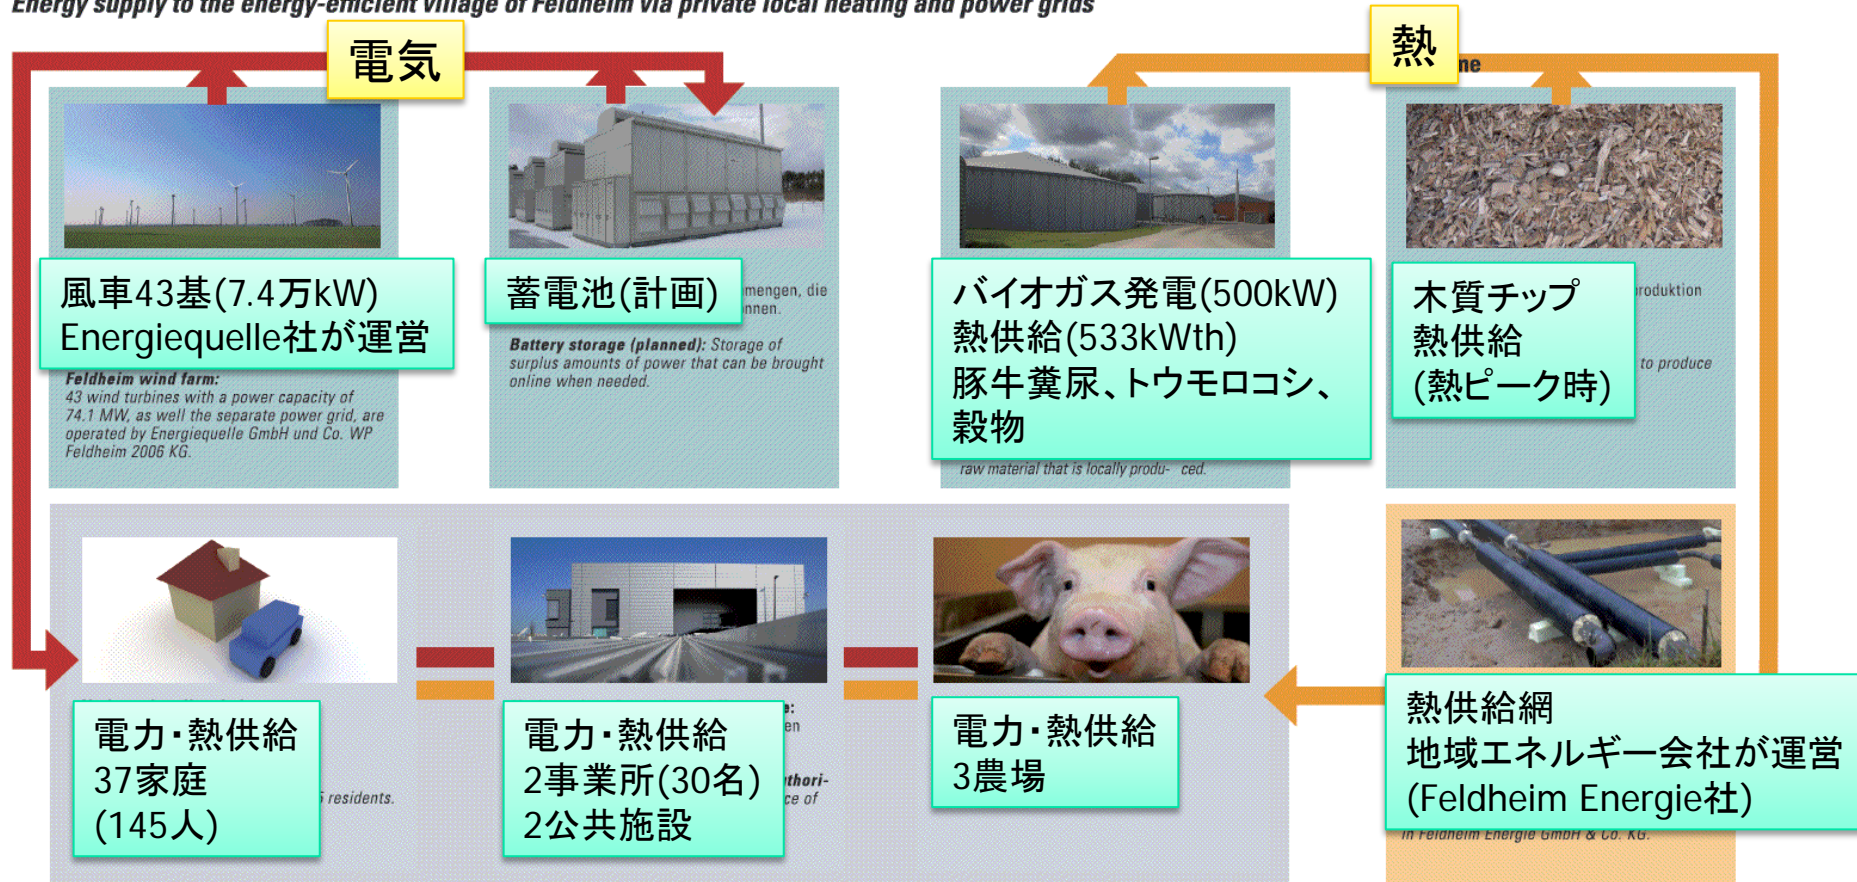 Energy supply to the energy-efficient village of Feldheim via private local heating and power grids
電気
熱
me
風車43基(7.4万kW)
Energiequelle社が運営
Feldheim wind farm:
43 wind turbines with a power capacity of
74.1 MW, as well the separate power grid, are
operated by Energiequelle GmbH und Co. WP
Feldheim 2006 KG.
蓄電池(計画)
mengen, die
onnen.
Battery storage (planned): Storage of
surplus amounts of power that can be brought
online when needed.
バイオガス発電(500kW)
熱供給(533kWth)
豚牛糞尿、トウモロコシ、
穀物
raw material that is locally produ- ced.
木質チップ
熱供給
(熱ピーク時)
roduktion
to produce
電力・熱供給
37家庭
(145人)
residents.
電力・熱供給
2事業所(30名)
2公共施設
e:
en
thori-
ce of
電力・熱供給
3農場
熱供給網
地域エネルギー会社が運営
(Feldheim Energie社)
in Feldheim Energie GmbH & Co. KG.